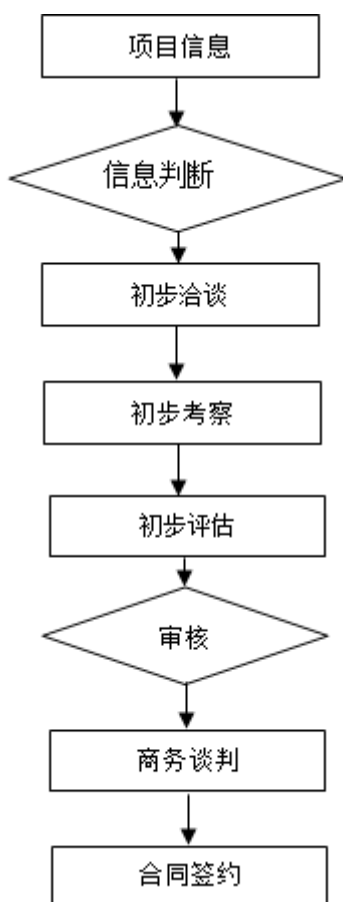 项目信息
信息判断
初步洽谈
初步考察
初步评估
审核
商务谈判
合同签约